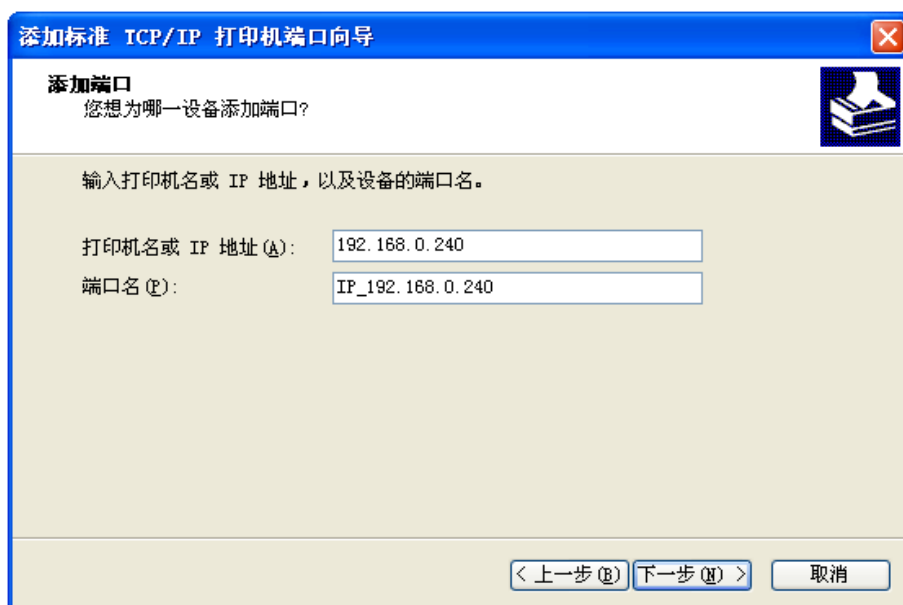 添加标准 TCP/IP 打印机端口向导
添加端口
您想为哪一设备添加端口?
输入打印机名或 IP 地址，以及设备的端口名。
打印机名或 IP 地址(A): 192.168.0.240
端口名(P): IP_192.168.0.240
< 上一步(B) 下一步(N) > 取消